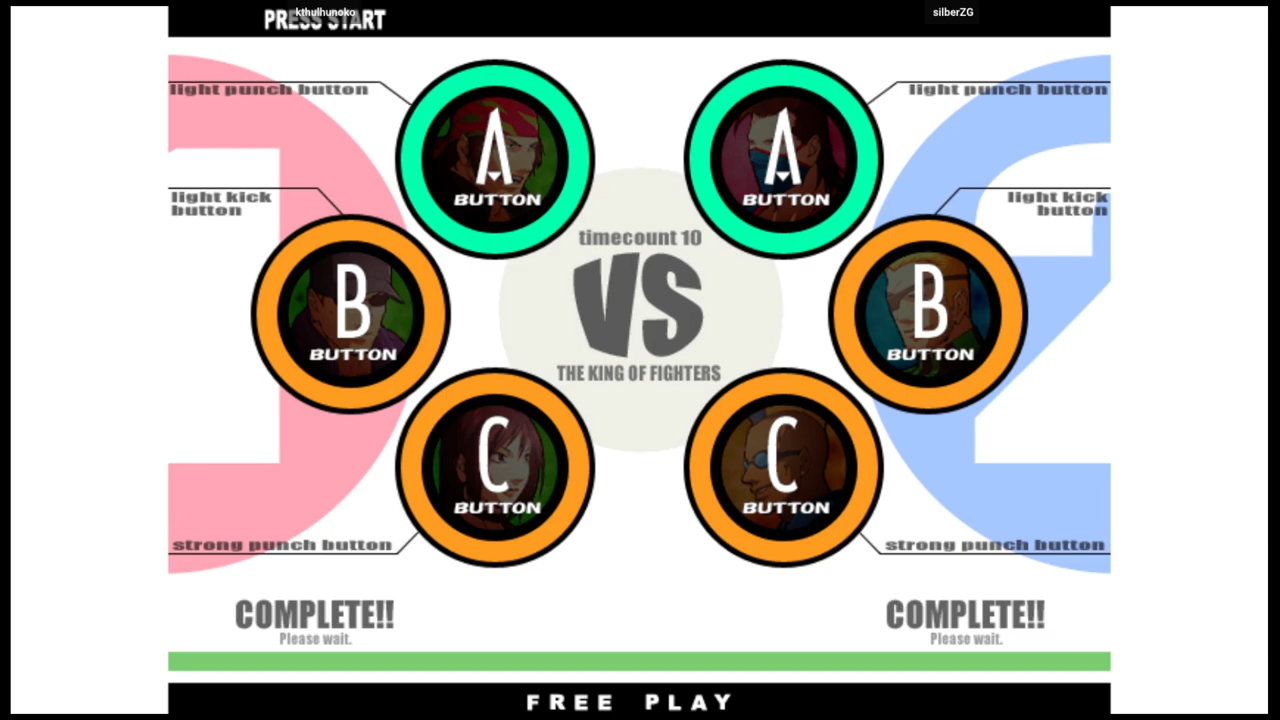 PRESS START
kthulhunoko
silberZG
light punch button
light punch button
A
BUTTON
A
BUTTON
light kick
button
light kick
button
timecount 10
VS
THE KING OF FIGHTERS
B
BUTTON
B
BUTTON
C
BUTTON
C
BUTTON
strong punch button
strong punch button
COMPLETE!!
Please wait.
COMPLETE!!
Please wait.
FREE PLAY